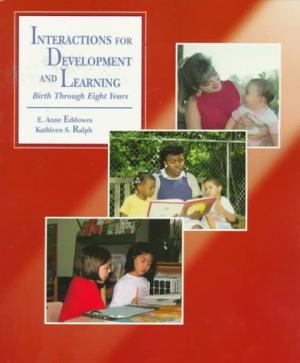 INTERACTIONS FOR
DEVELOPMENT
AND LEARNING
Birth Through Eight Years
E. Anne Eddowes
Kathleen S. Ralph